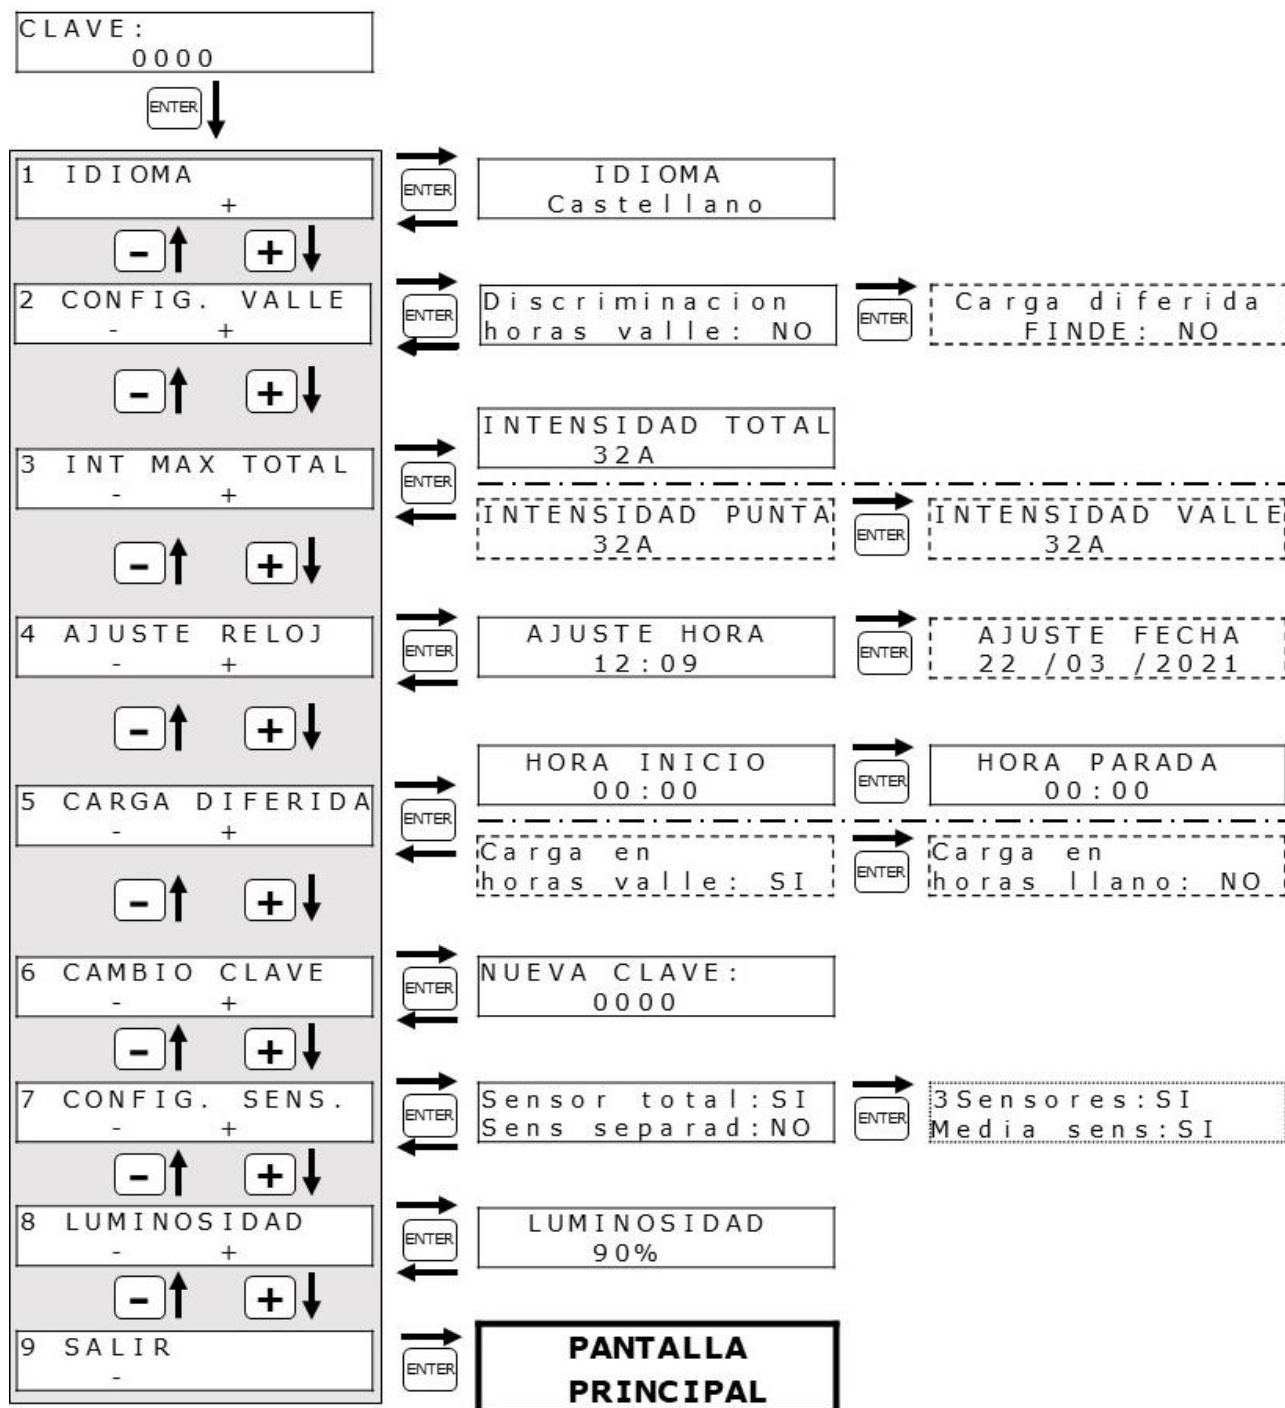 CLAVE:
0000
ENTER
1 IDIOMA
+
ENTER
IDIOMA
Castellano
- +
2 CONFIG. VALLE
- +
ENTER
Discriminacion
horas valle: NO
ENTER
Carga diferida
FINDE: NO
- +
3 INT MAX TOTAL
- +
ENTER
INTENSIDAD TOTAL
32A
INTENSIDAD PUNTA
32A
ENTER
INTENSIDAD VALLE
32A
- +
4 AJUSTE RELOJ
- +
ENTER
AJUSTE HORA
12:09
ENTER
AJUSTE FECHA
22 /03 /2021
- +
5 CARGA DIFERIDA
- +
ENTER
HORA INICIO
00:00
ENTER
HORA PARADA
00:00
Carga en
horas valle: SI
ENTER
Carga en
horas llano: NO
- +
6 CAMBIO CLAVE
- +
ENTER
NUEVA CLAVE:
0000
- +
7 CONFIG. SENS.
- +
ENTER
Sensor total:SI
Sens separad:NO
ENTER
3Sensores:SI
Media sens:SI
- +
8 LUMINOSIDAD
- +
ENTER
LUMINOSIDAD
90%
- +
9 SALIR
-
ENTER
PANTALLA
PRINCIPAL